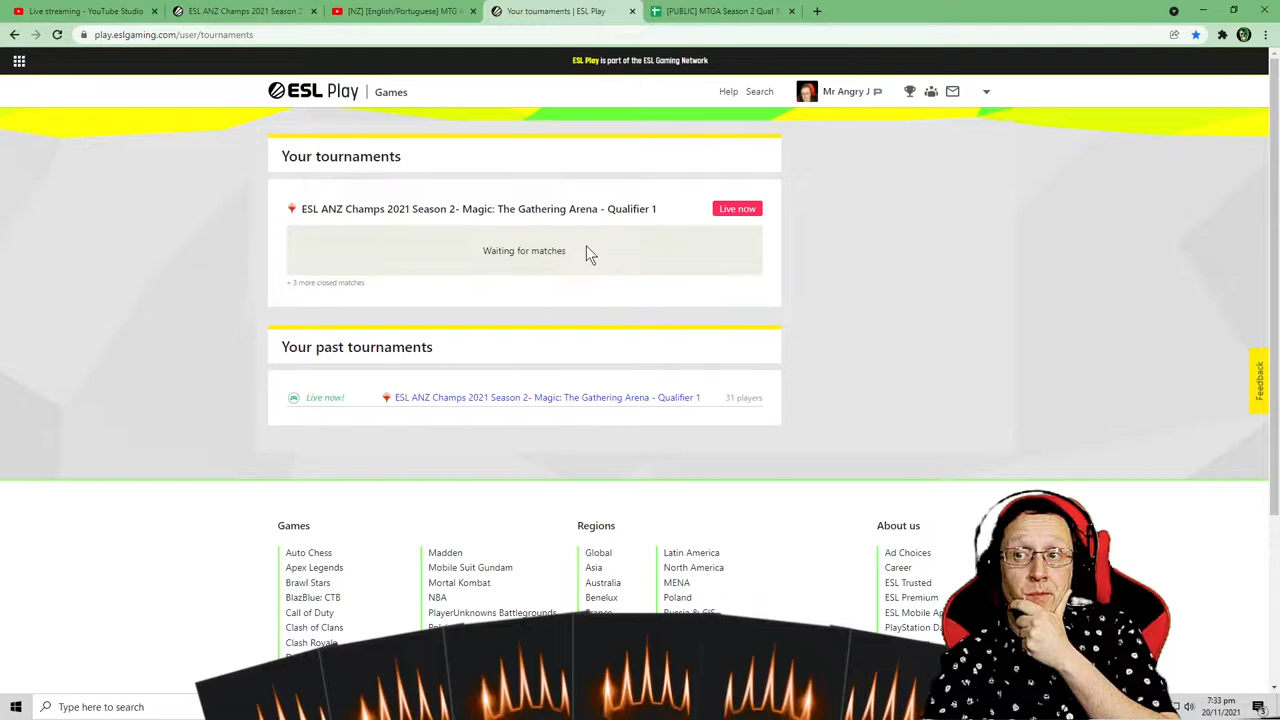 Live streaming - YouTube Studio
ESL ANZ Champs 2021 Season 2
[NZ] [English/Portuguese] MTG
Your tournaments | ESL Play
[PUBLIC] MTGA Season 2 Qual
play.eslgaming.com/user/tournaments
ESL Play is part of the ESL Gaming Network
ESL Play | Games
Help Search
Mr Angry J
Your tournaments
ESL ANZ Champs 2021 Season 2- Magic: The Gathering Arena - Qualifier 1
Live now
Waiting for matches
+ 3 more closed matches
Your past tournaments
Live now!
ESL ANZ Champs 2021 Season 2- Magic: The Gathering Arena - Qualifier 1
31 players
Feedback
Games
Auto Chess
Apex Legends
Brawl Stars
BlazBlue: CTB
Call of Duty
Clash of Clans
Clash Royale
Madden
Mobile Suit Gundam
Mortal Kombat
NBA
PlayerUnknowns Battlegrounds
Regions
Global
Asia
Australia
Benelux
France
Latin America
North America
MENA
Poland
Russia & CIS
About us
Ad Choices
Career
ESL Trusted
ESL Premium
ESL Mobile
PlayStation
Type here to search
7:33 pm
20/11/2021